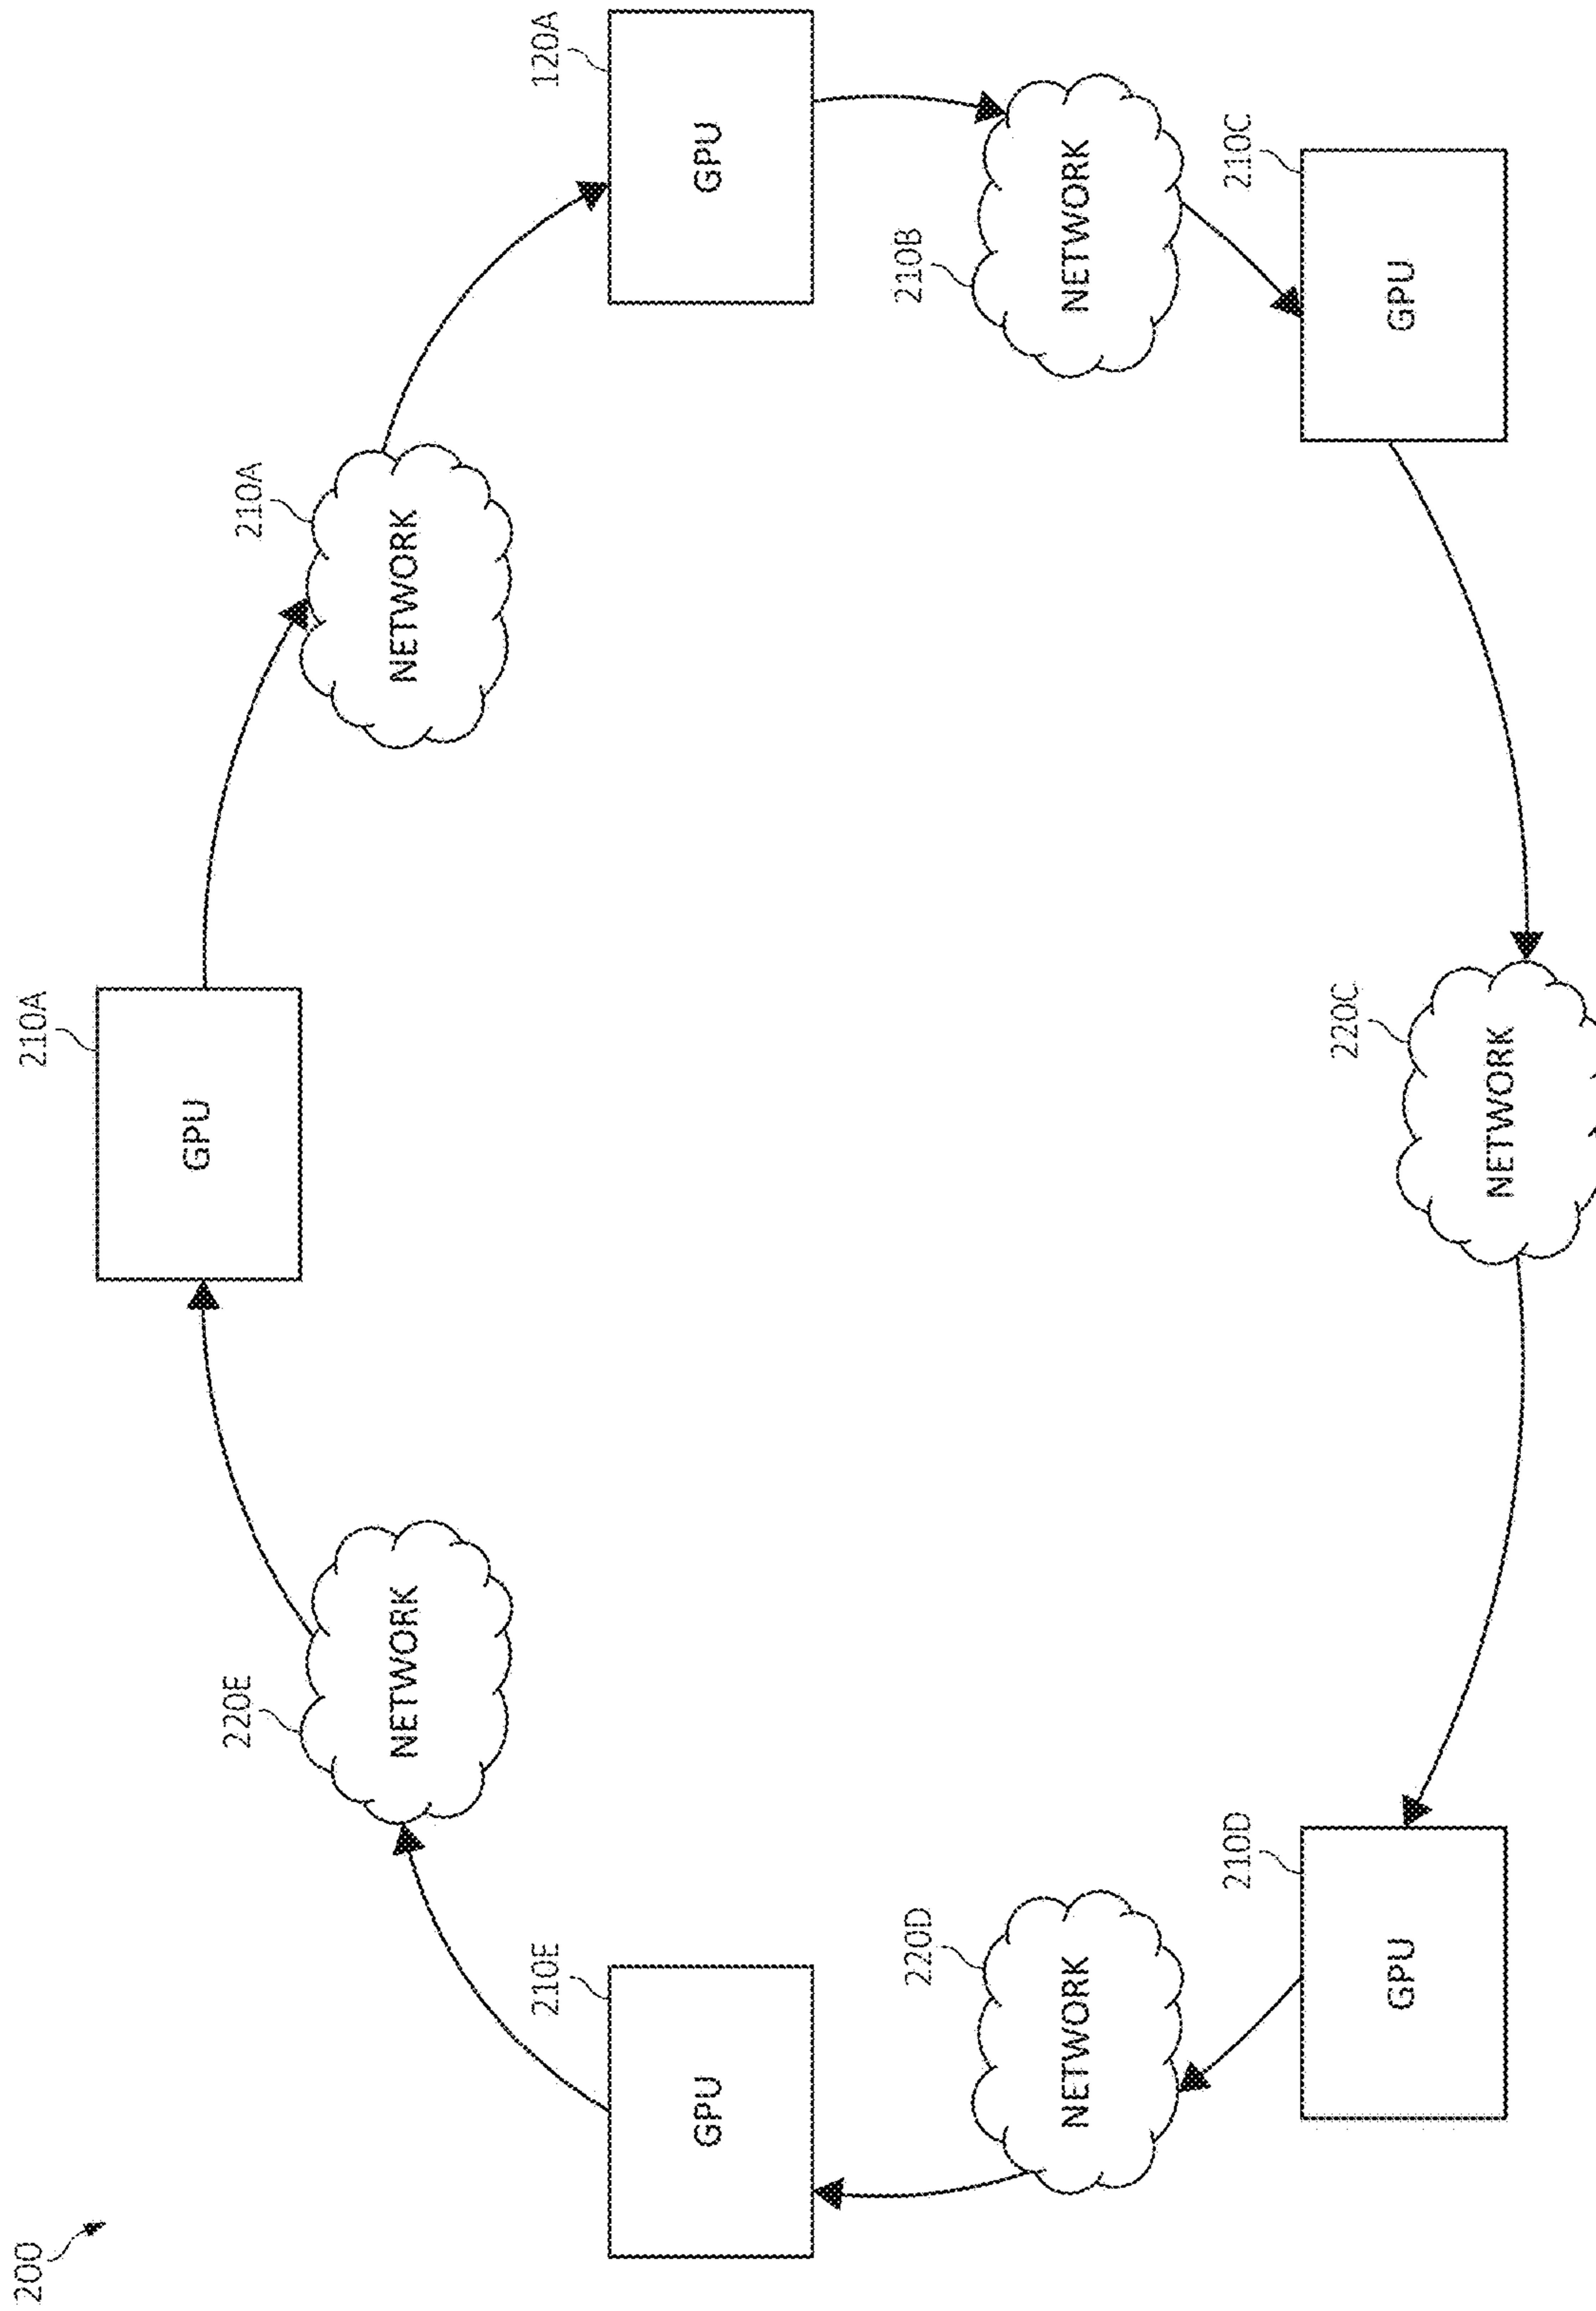 200
210A
GPU
210A
NETWORK
120A
GPU
210B
NETWORK
210C
GPU
220C
NETWORK
210D
GPU
220D
NETWORK
210E
GPU
220E
NETWORK